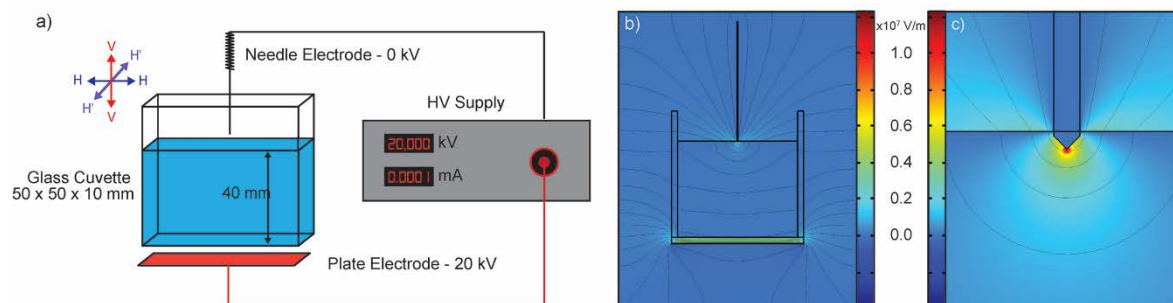 a)
V
H'
H
H
H'
V
Needle Electrode - 0 kV
HV Supply
20,000 kV
0.0001 mA
Glass Cuvette
50 x 50 x 10 mm
40 mm
Plate Electrode - 20 kV
b)
x10⁷ V/m
1.0
0.8
0.6
0.4
0.2
0.0
c)